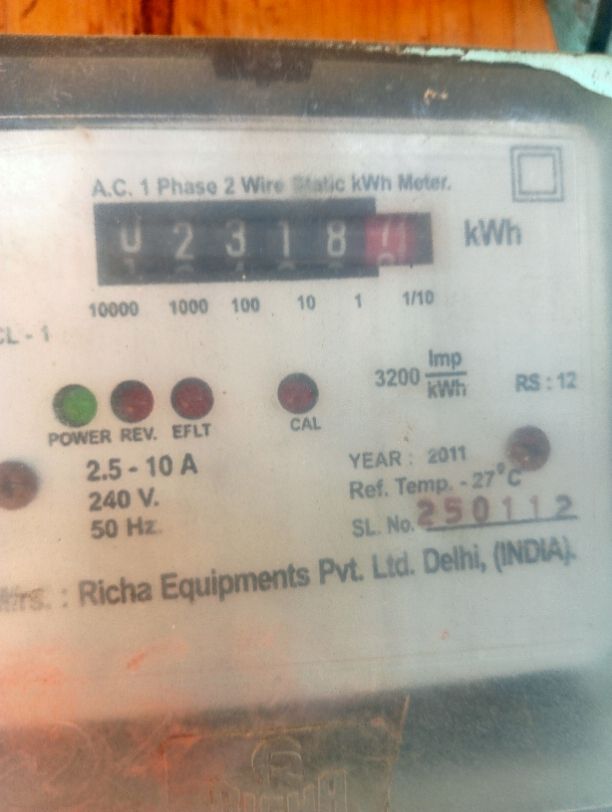 A.C. 1 Phase 2 Wire Static kWh Meter.
0 2 3 1 8 kWh
10000 1000 100 10 1 1/10
CL - 1
3200 Imp/kWh RS : 12
POWER REV. EFLT CAL
2.5 - 10 A
240 V.
50 Hz.
YEAR : 2011
Ref. Temp. - 27°C
SL. No. 250112
Mfrs. : Richa Equipments Pvt. Ltd. Delhi, (INDIA).
RICHA